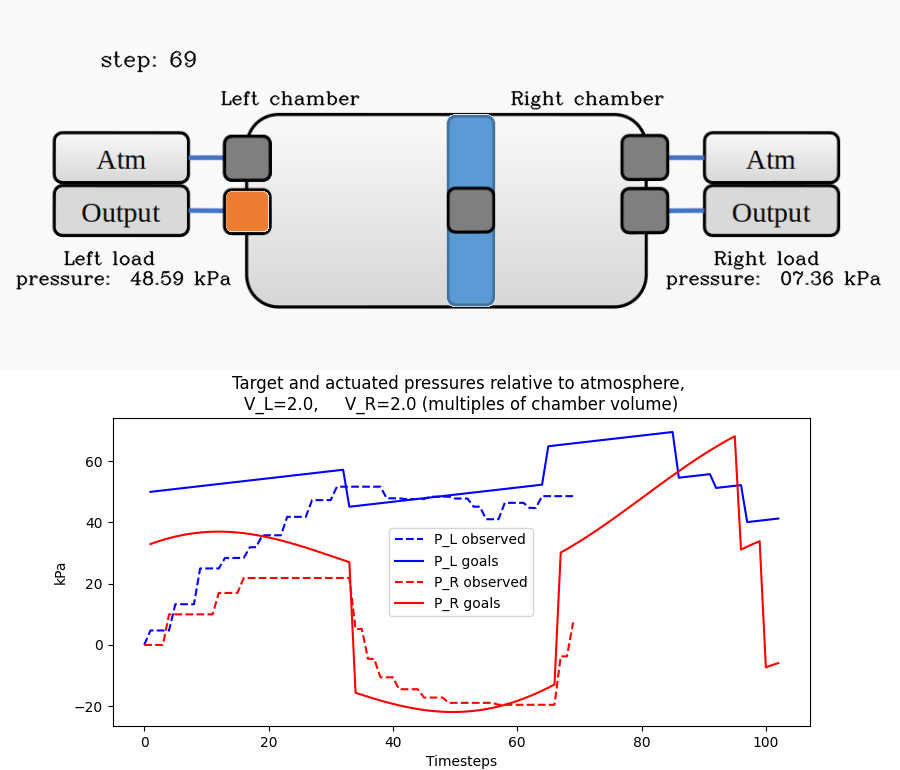 step: 69
Left chamber
Right chamber
Atm
Atm
Output
Output
Left load
pressure: 48.59 kPa
Right load
pressure: 07.36 kPa
Target and actuated pressures relative to atmosphere,
V_L=2.0, V_R=2.0 (multiples of chamber volume)
kPa
60
40
20
0
−20
P_L observed
P_L goals
P_R observed
P_R goals
0 20 40 60 80 100
Timesteps